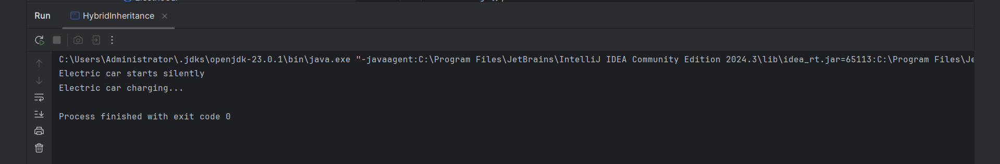 Run HybridInheritance
C:\Users\Administrator\.jdks\openjdk-23.0.1\bin\java.exe "-javaagent:C:\Program Files\JetBrains\IntelliJ IDEA Community Edition 2024.3\lib\idea_rt.jar=65113:C:\Program Files\Je
Electric car starts silently
Electric car charging...
Process finished with exit code 0